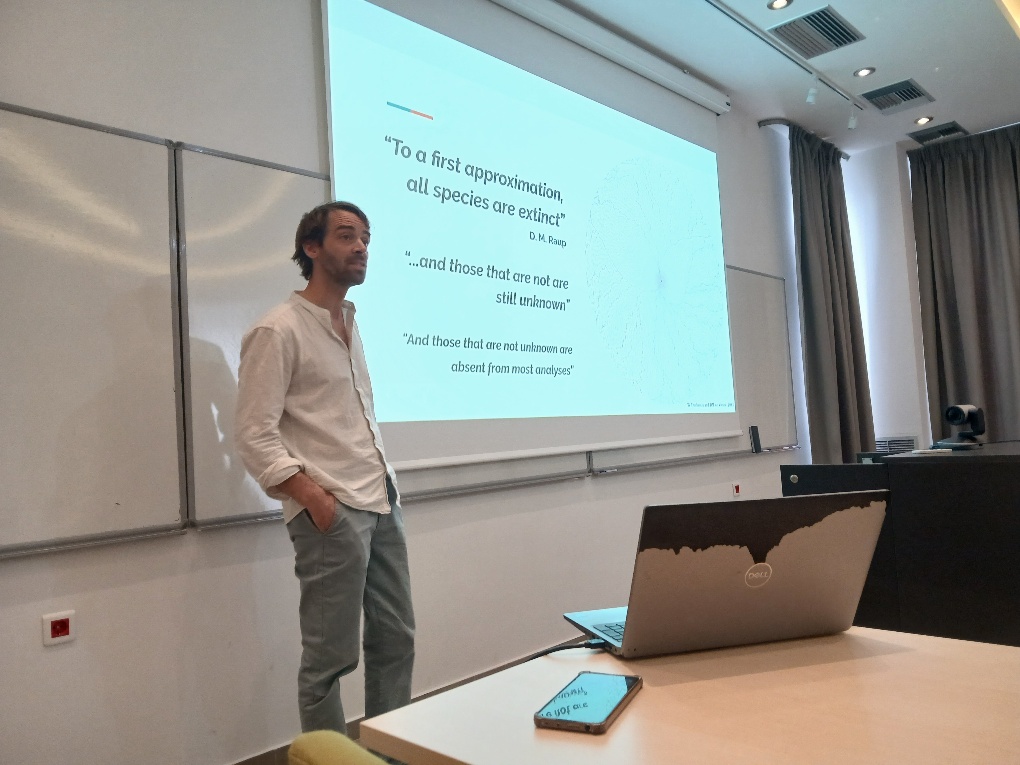 “To a first approximation,
all species are extinct”
D. M. Raup
“...and those that are not are
still unknown”
“And those that are not unknown are
absent from most analyses”
DELL